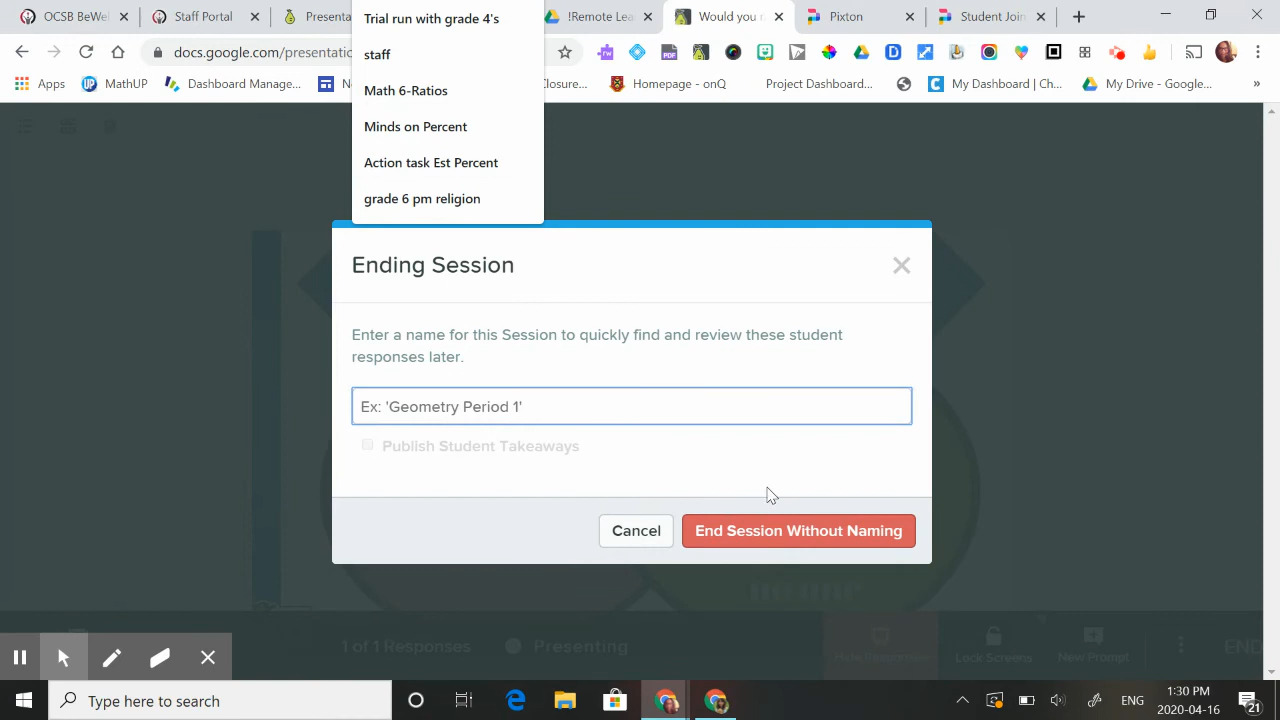 OCSB BeWel
Staff Portal
Presenta
!Remote Lea
Would you r
Pixton
Student Join
docs.google.com/presentatio
Apps
MathUP
Dashboard Manage...
Closure...
Homepage - onQ
Project Dashboard...
My Dashboard | Ch...
My Drive - Google...
Trial run with grade 4's
staff
Math 6-Ratios
Minds on Percent
Action task Est Percent
grade 6 pm religion
Ending Session
Enter a name for this Session to quickly find and review these student
responses later.
Ex: 'Geometry Period 1'
Publish Student Takeaways
Cancel
End Session Without Naming
no one
1 of 1 Responses
Presenting
Hide Responses
Lock Screens
New Prompt
END
Type here to search
ENG
1:30 PM
2020-04-16
21